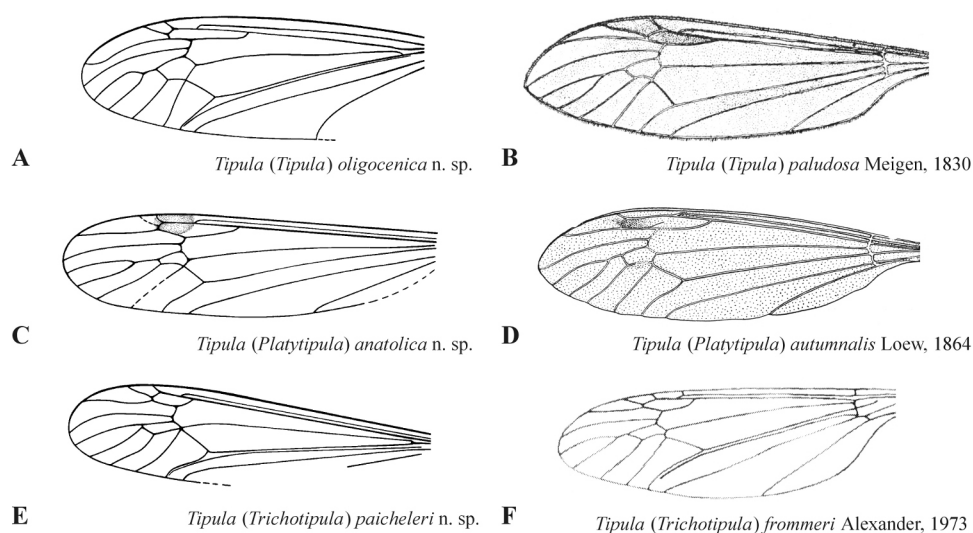 A
Tipula (Tipula) oligocenica n. sp.
B
Tipula (Tipula) paludosa Meigen, 1830
C
Tipula (Platytipula) anatolica n. sp.
D
Tipula (Platytipula) autumnalis Loew, 1864
E
Tipula (Trichotipula) paicheleri n. sp.
F
Tipula (Trichotipula) frommeri Alexander, 1973